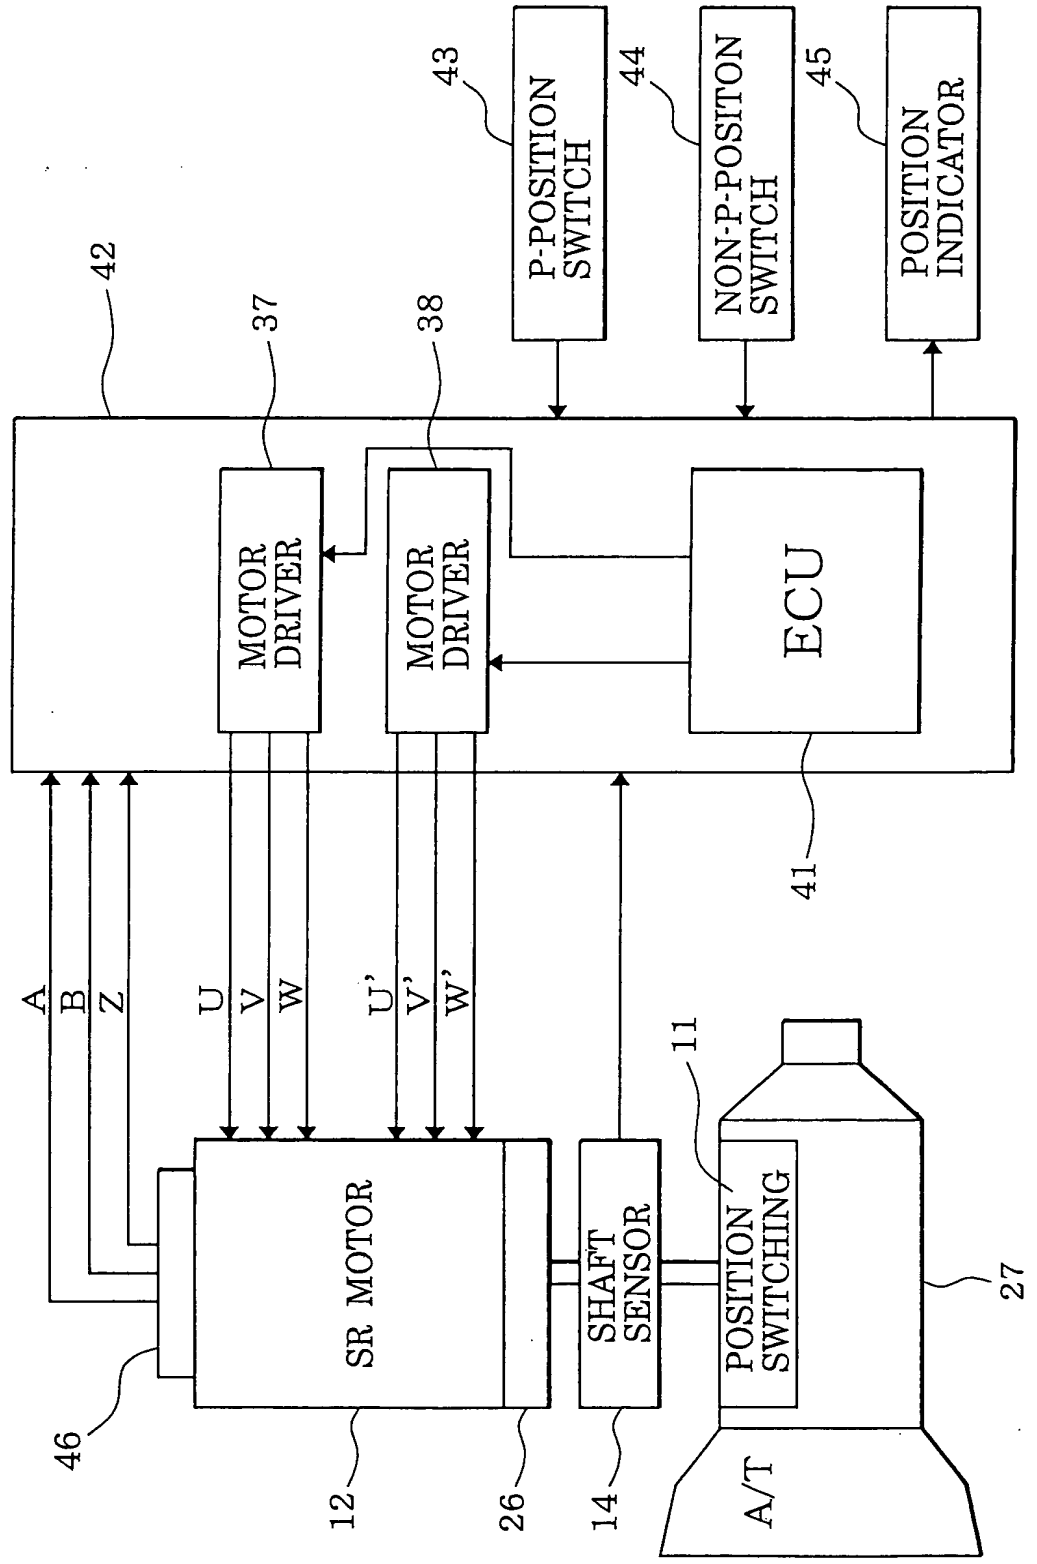 46
A
B
Z
42
SR MOTOR
12
26
U
V
W
U'
V'
W'
MOTOR
DRIVER
37
MOTOR
DRIVER
38
ECU
41
P-POSITION
SWITCH
43
NON-P-POSITON
SWITCH
44
POSITION
INDICATOR
45
SHAFT
SENSOR
14
POSITION
SWITCHING
11
A/T
27